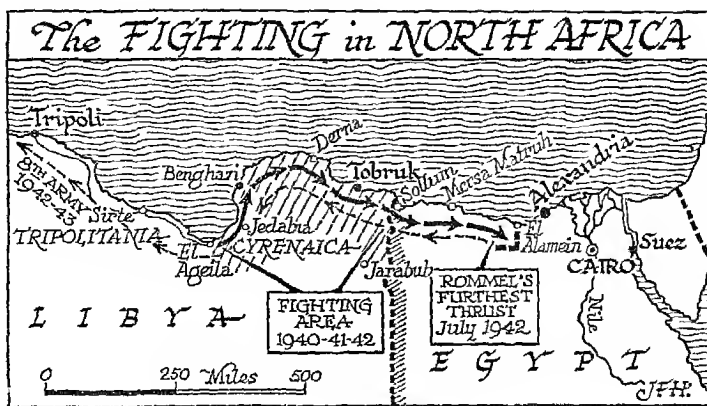 The FIGHTING in NORTH AFRICA
Tripoli
8TH ARMY
1942-43
Sirte
TRIPOLITANIA
El
Ageila
Benghazi
Jedabia
CYRENAICA
Derna
Tobruk
Sollum
Mersa Matruh
Alexandria
El
Alamein
CAIRO
Suez
Nile
Jarabub
FIGHTING
AREA
1940-41-42
ROMMEL'S
FURTHEST
THRUST
July 1942
LIBYA
EGYPT
0 250 Miles 500
J.F.H.